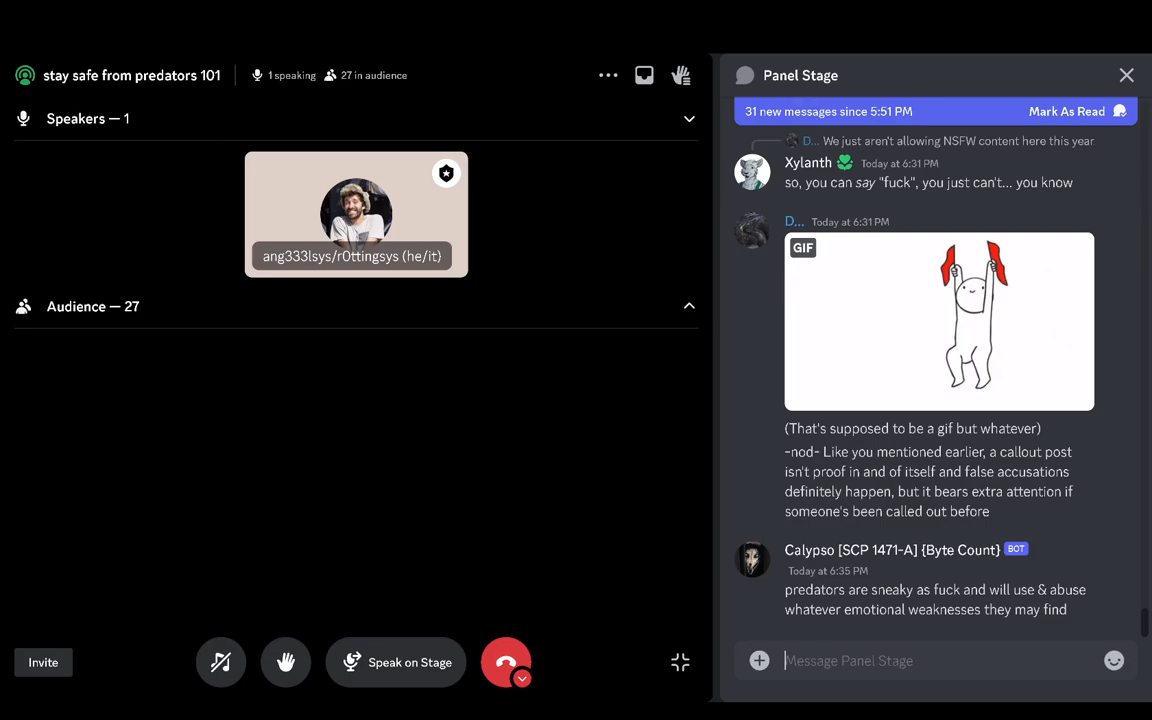 stay safe from predators 101
1 speaking
27 in audience
Speakers — 1
ang333lsys/r0ttingsys (he/it)
Audience — 27
Invite
Speak on Stage
Panel Stage
31 new messages since 5:51 PM
Mark As Read
D... We just aren't allowing NSFW content here this year
Xylanth Today at 6:31 PM
so, you can say "fuck", you just can't... you know
D... Today at 6:31 PM
GIF
(That's supposed to be a gif but whatever)
-nod- Like you mentioned earlier, a callout post
isn't proof in and of itself and false accusations
definitely happen, but it bears extra attention if
someone's been called out before
Calypso [SCP 1471-A] {Byte Count} BOT
Today at 6:35 PM
predators are sneaky as fuck and will use & abuse
whatever emotional weaknesses they may find
Message Panel Stage